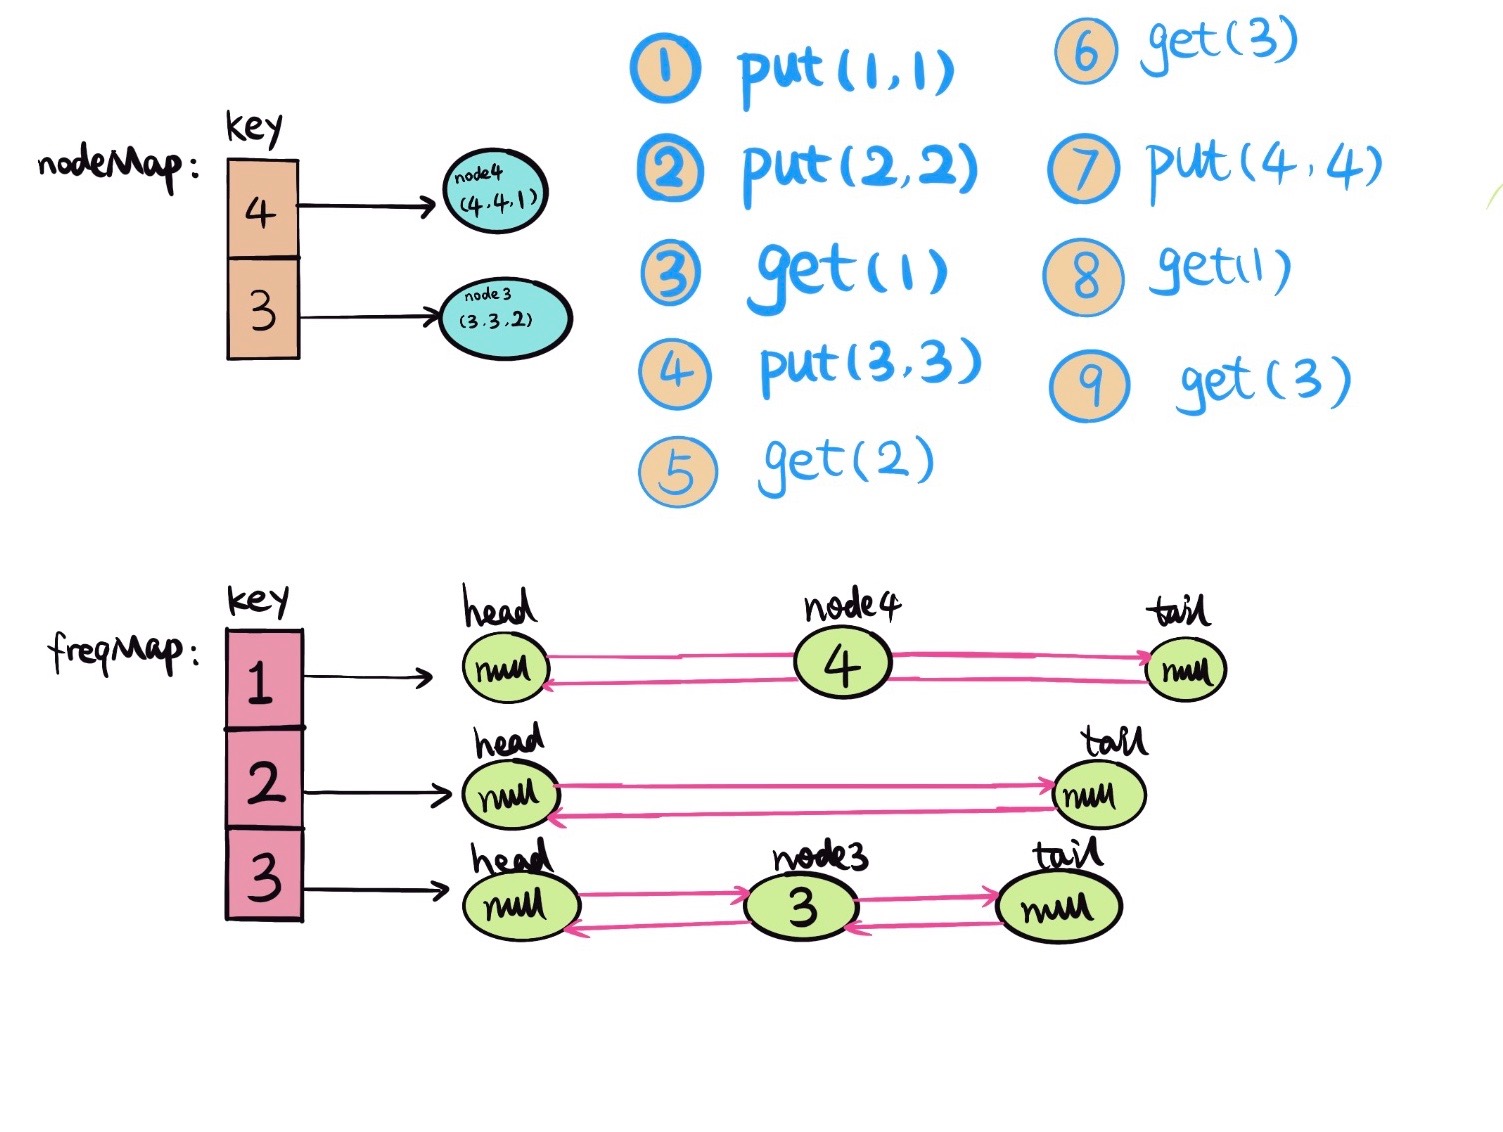 ① put(1,1)
② put(2,2)
③ get(1)
④ put(3,3)
⑤ get(2)
⑥ get(3)
⑦ put(4,4)
⑧ get(1)
⑨ get(3)
key
nodeMap:
4
node4
(4,4,1)
3
node3
(3,3,2)
key
freqMap:
1
head
null
node4
4
tail
null
2
head
null
tail
null
3
head
null
node3
3
tail
null